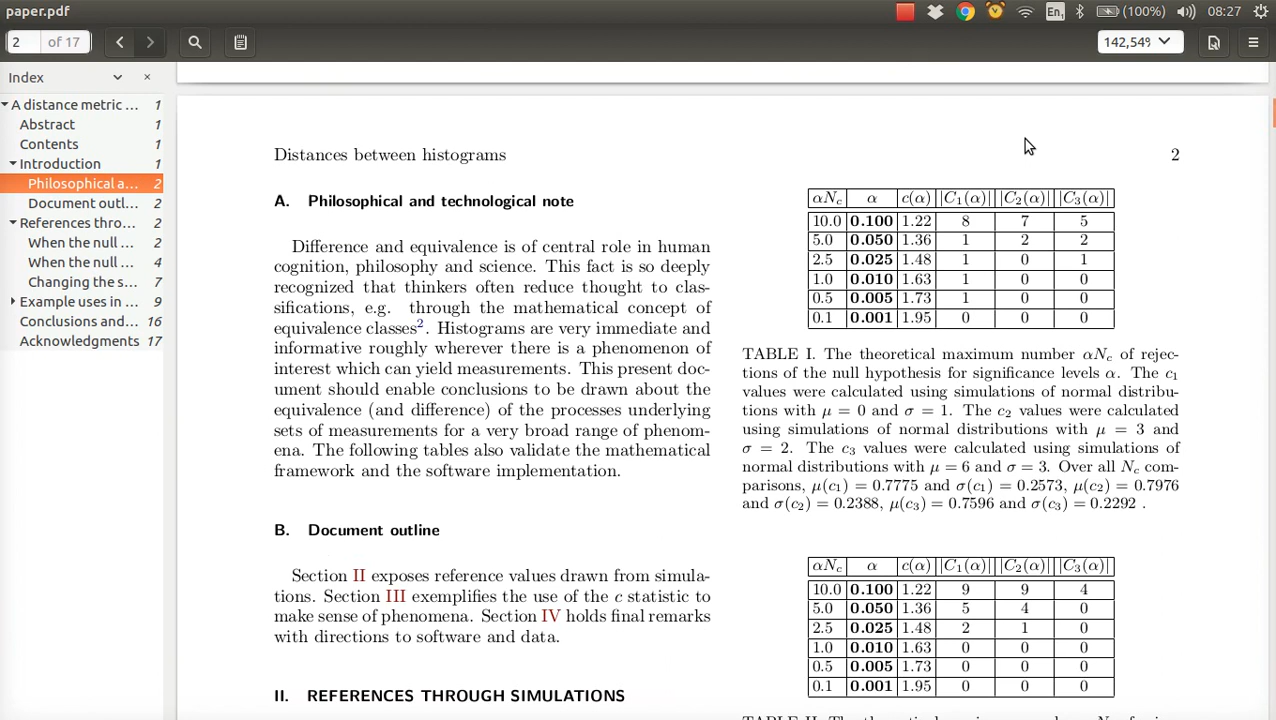 paper.pdf
En₁ (100%) 08:27
2 of 17 142,54%
Index
A distance metric ... 1
Abstract 1
Contents 1
Introduction 1
Philosophical a... 2
Document outl... 2
References thro... 2
When the null ... 2
When the null ... 4
Changing the s... 7
Example uses in ... 9
Conclusions and... 16
Acknowledgments 17
Distances between histograms 2
A. Philosophical and technological note
Difference and equivalence is of central role in human
cognition, philosophy and science. This fact is so deeply
recognized that thinkers often reduce thought to clas-
sifications, e.g. through the mathematical concept of
equivalence classes². Histograms are very immediate and
informative roughly wherever there is a phenomenon of
interest which can yield measurements. This present doc-
ument should enable conclusions to be drawn about the
equivalence (and difference) of the processes underlying
sets of measurements for a very broad range of phenom-
ena. The following tables also validate the mathematical
framework and the software implementation.
B. Document outline
Section II exposes reference values drawn from simula-
tions. Section III exemplifies the use of the c statistic to
make sense of phenomena. Section IV holds final remarks
with directions to software and data.
II. REFERENCES THROUGH SIMULATIONS
αN_c α c(α) |C₁(α)| |C₂(α)| |C₃(α)|
10.0 0.100 1.22 8 7 5
5.0 0.050 1.36 1 2 2
2.5 0.025 1.48 1 0 1
1.0 0.010 1.63 1 0 0
0.5 0.005 1.73 1 0 0
0.1 0.001 1.95 0 0 0
TABLE I. The theoretical maximum number αN_c of rejec-
tions of the null hypothesis for significance levels α. The c₁
values were calculated using simulations of normal distribu-
tions with μ = 0 and σ = 1. The c₂ values were calculated
using simulations of normal distributions with μ = 3 and
σ = 2. The c₃ values were calculated using simulations of
normal distributions with μ = 6 and σ = 3. Over all N_c com-
parisons, μ(c₁) = 0.7775 and σ(c₁) = 0.2573, μ(c₂) = 0.7976
and σ(c₂) = 0.2388, μ(c₃) = 0.7596 and σ(c₃) = 0.2292 .
αN_c α c(α) |C₁(α)| |C₂(α)| |C₃(α)|
10.0 0.100 1.22 9 9 4
5.0 0.050 1.36 5 4 0
2.5 0.025 1.48 2 1 0
1.0 0.010 1.63 0 0 0
0.5 0.005 1.73 0 0 0
0.1 0.001 1.95 0 0 0